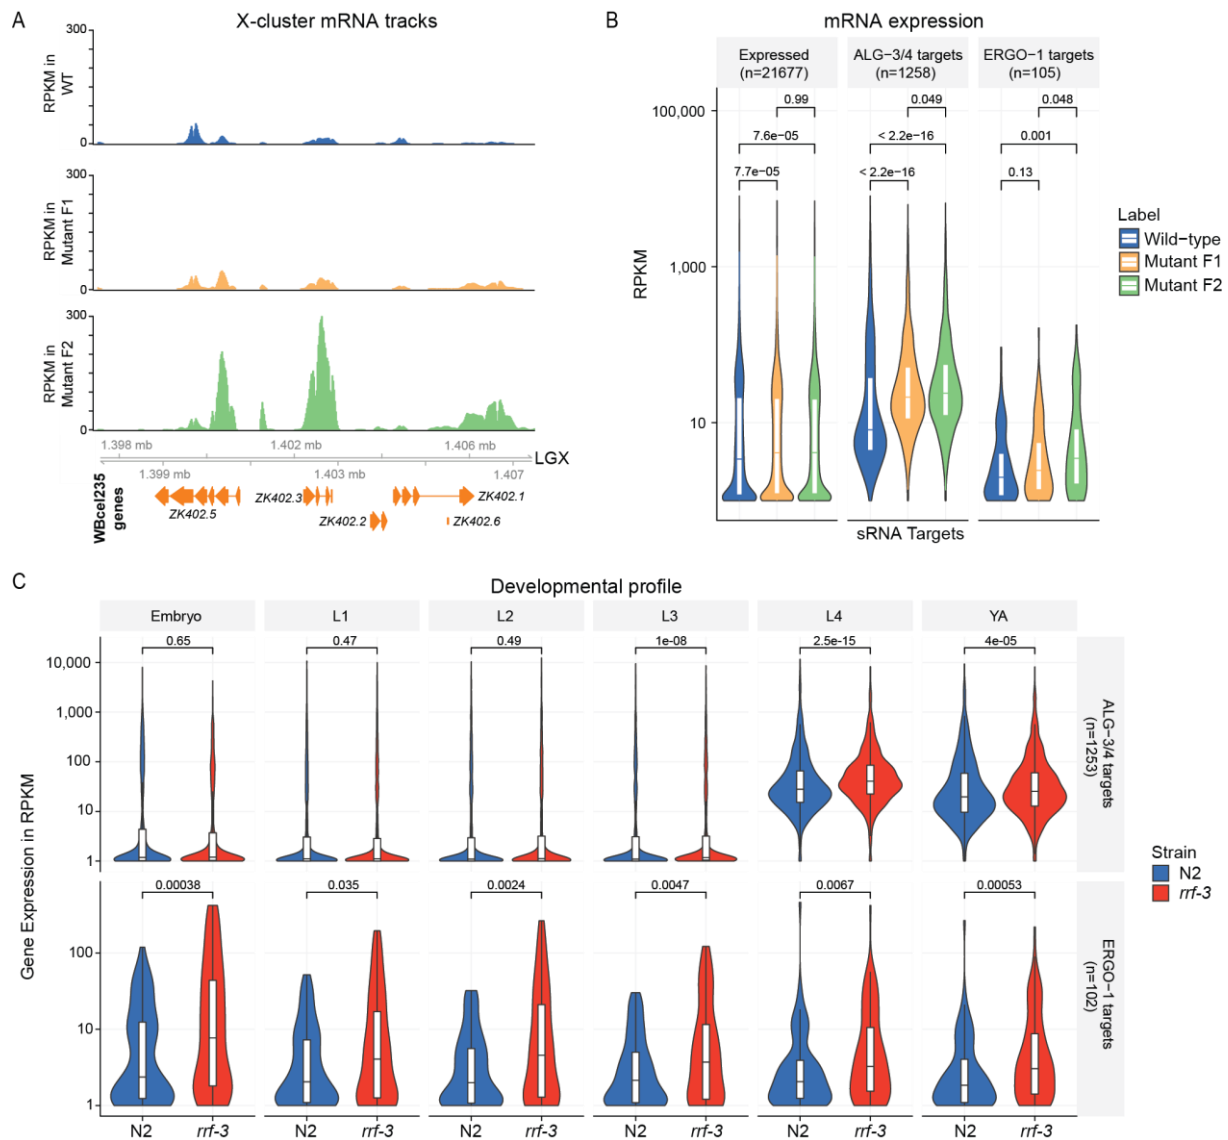 A
X-cluster mRNA tracks
300
RPKM in
WT
0
300
RPKM in
Mutant F1
0
300
RPKM in
Mutant F2
0
1.398 mb
1.402 mb
1.406 mb
LGX
1.399 mb
1.403 mb
1.407
WBcel235
genes
ZK402.5
ZK402.3
ZK402.2
ZK402.1
ZK402.6
B
mRNA expression
Expressed
(n=21677)
ALG−3/4 targets
(n=1258)
ERGO−1 targets
(n=105)
100,000
1,000
10
RPKM
0.99
7.6e−05
7.7e−05
0.049
< 2.2e−16
< 2.2e−16
0.048
0.001
0.13
sRNA Targets
Label
Wild−type
Mutant F1
Mutant F2
C
Developmental profile
Embryo
L1
L2
L3
L4
YA
0.65
0.47
0.49
1e−08
2.5e−15
4e−05
10,000
1,000
100
10
1
ALG−3/4 targets
(n=1253)
Gene Expression in RPKM
0.00038
0.035
0.0024
0.0047
0.0067
0.00053
100
10
1
ERGO−1 targets
(n=102)
N2
rrf-3
N2
rrf-3
N2
rrf-3
N2
rrf-3
N2
rrf-3
N2
rrf-3
Strain
N2
rrf-3